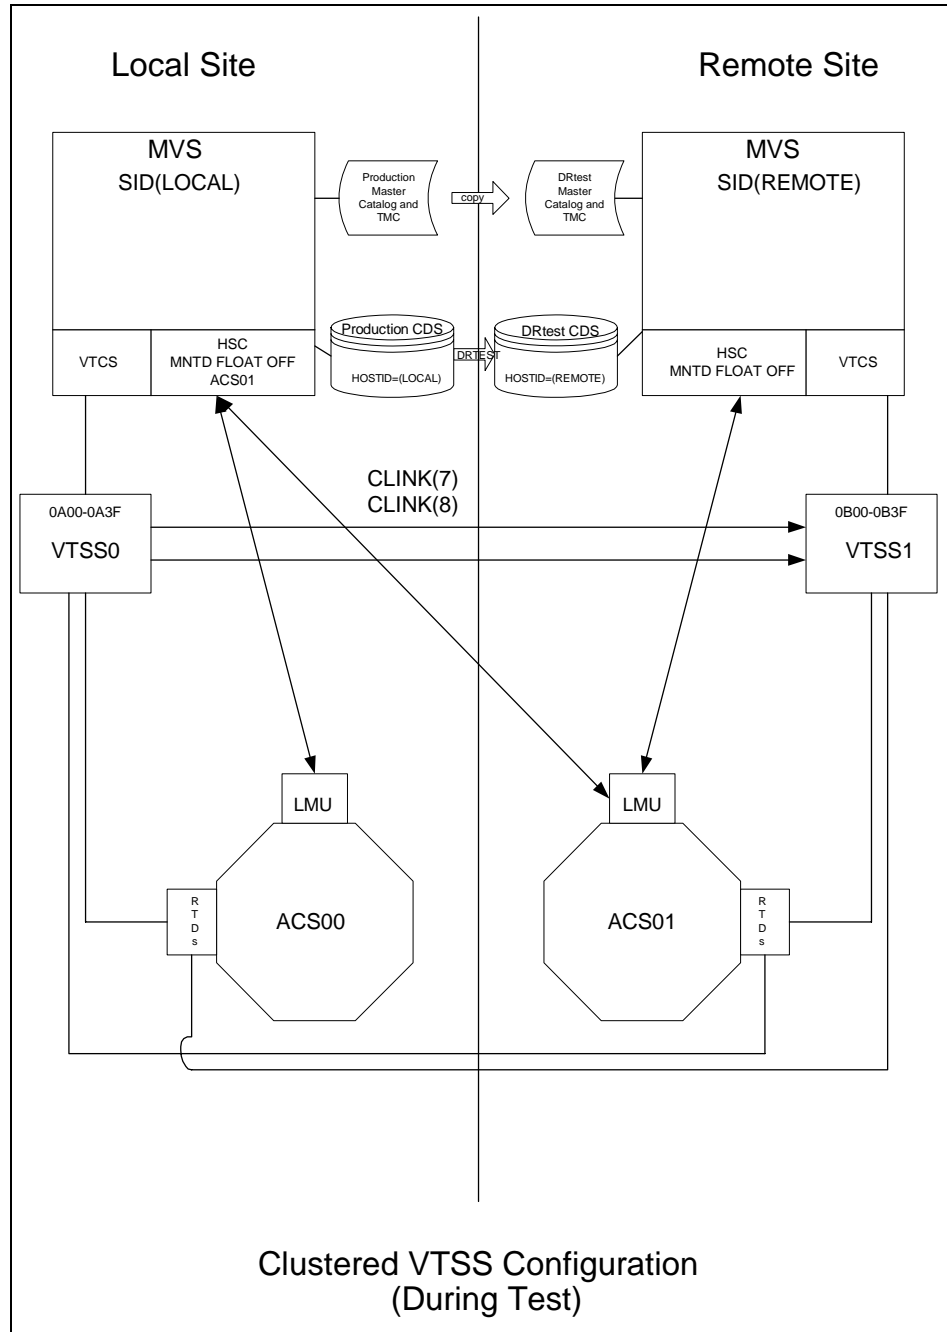 Local Site
Remote Site
MVS
SID(LOCAL)
Production
Master
Catalog and
TMC
copy
DRtest
Master
Catalog and
TMC
MVS
SID(REMOTE)
VTCS
HSC
MNTD FLOAT OFF
ACS01
Production CDS
HOSTID=(LOCAL)
DRTEST
DRtest CDS
HOSTID=(REMOTE)
HSC
MNTD FLOAT OFF
VTCS
CLINK(7)
CLINK(8)
0A00-0A3F
VTSS0
0B00-0B3F
VTSS1
LMU
LMU
R
T
D
s
ACS00
ACS01
R
T
D
s
Clustered VTSS Configuration
(During Test)